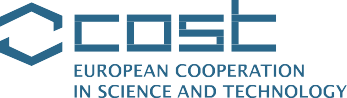 cost
EUROPEAN COOPERATION
IN SCIENCE AND TECHNOLOGY